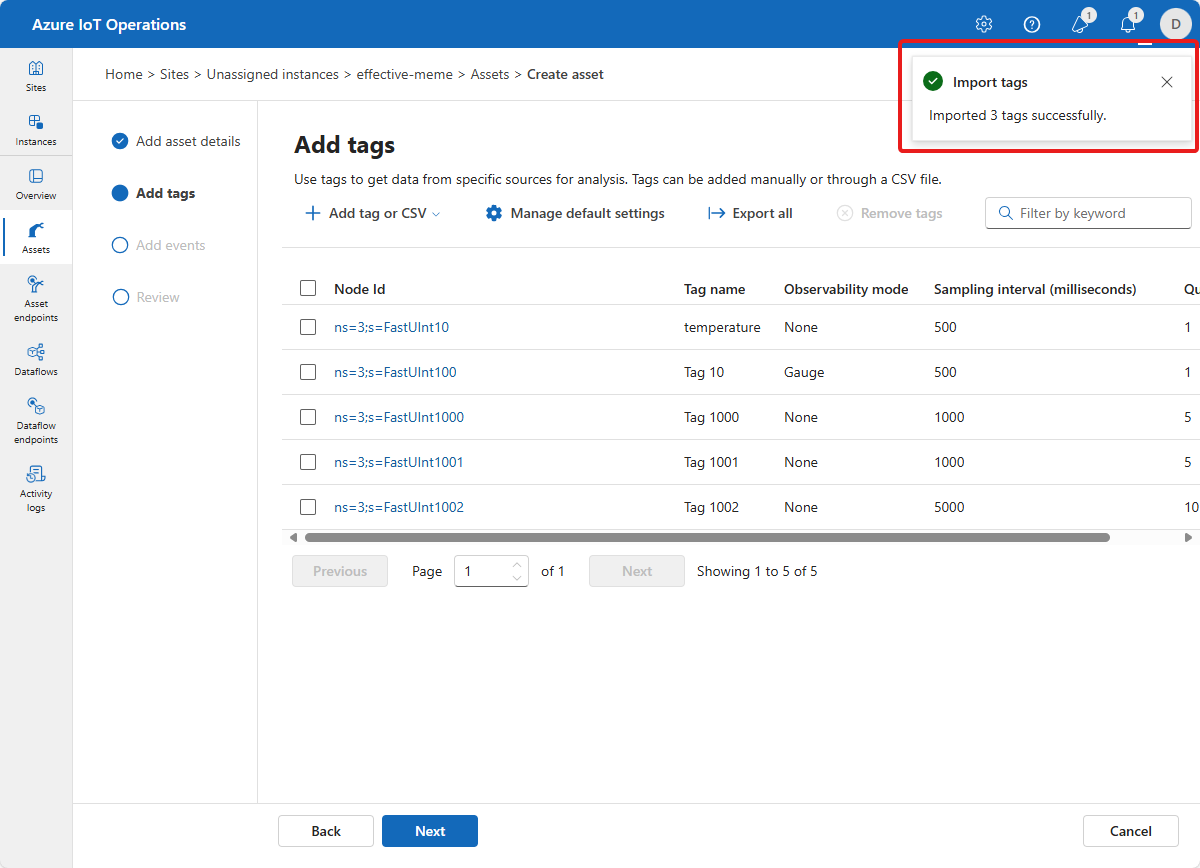 Azure IoT Operations
1
1
D
Home > Sites > Unassigned instances > effective-meme > Assets > Create asset
Import tags
Imported 3 tags successfully.
Sites
Instances
Overview
Assets
Asset
endpoints
Dataflows
Dataflow
endpoints
Activity
logs
Add asset details
Add tags
Add events
Review
Add tags
Use tags to get data from specific sources for analysis. Tags can be added manually or through a CSV file.
Add tag or CSV Manage default settings Export all Remove tags Filter by keyword
Node Id Tag name Observability mode Sampling interval (milliseconds) Qu
ns=3;s=FastUInt10 temperature None 500 1
ns=3;s=FastUInt100 Tag 10 Gauge 500 1
ns=3;s=FastUInt1000 Tag 1000 None 1000 5
ns=3;s=FastUInt1001 Tag 1001 None 1000 5
ns=3;s=FastUInt1002 Tag 1002 None 5000 10
Previous Page 1 of 1 Next Showing 1 to 5 of 5
Back Next Cancel